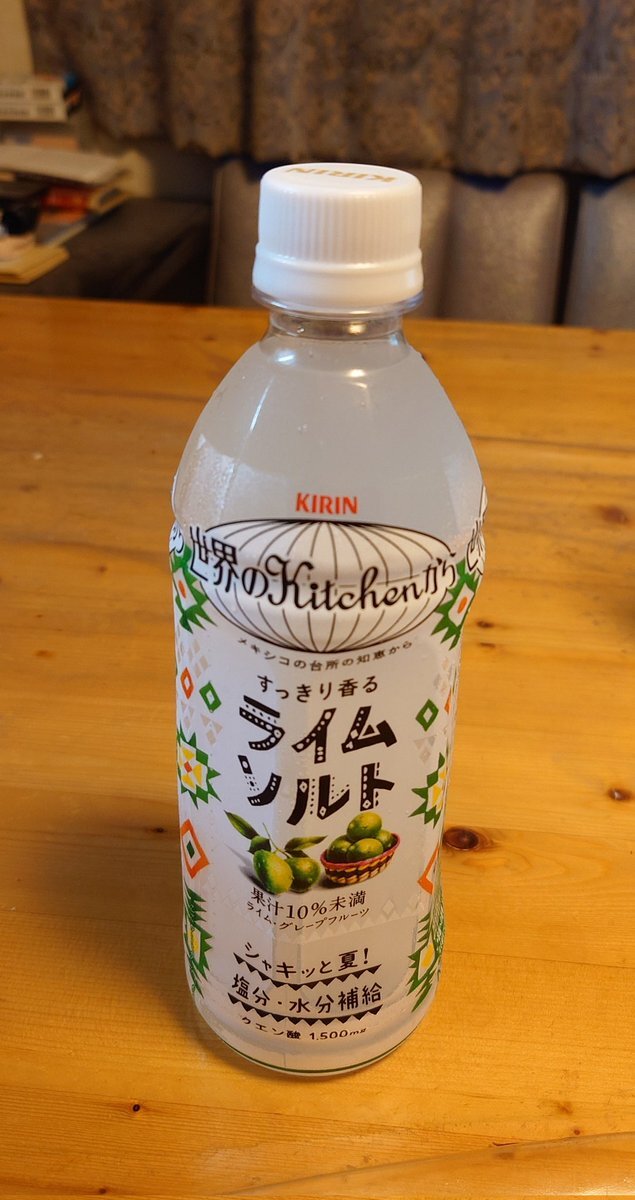 KIRIN
KIRIN
世界のKitchenから
メキシコの台所の知恵から
すっきり香る
ライム
ソルト
果汁10%未満
ライム・グレープフルーツ
シャキッと夏!
塩分・水分補給
クエン酸 1,500mg